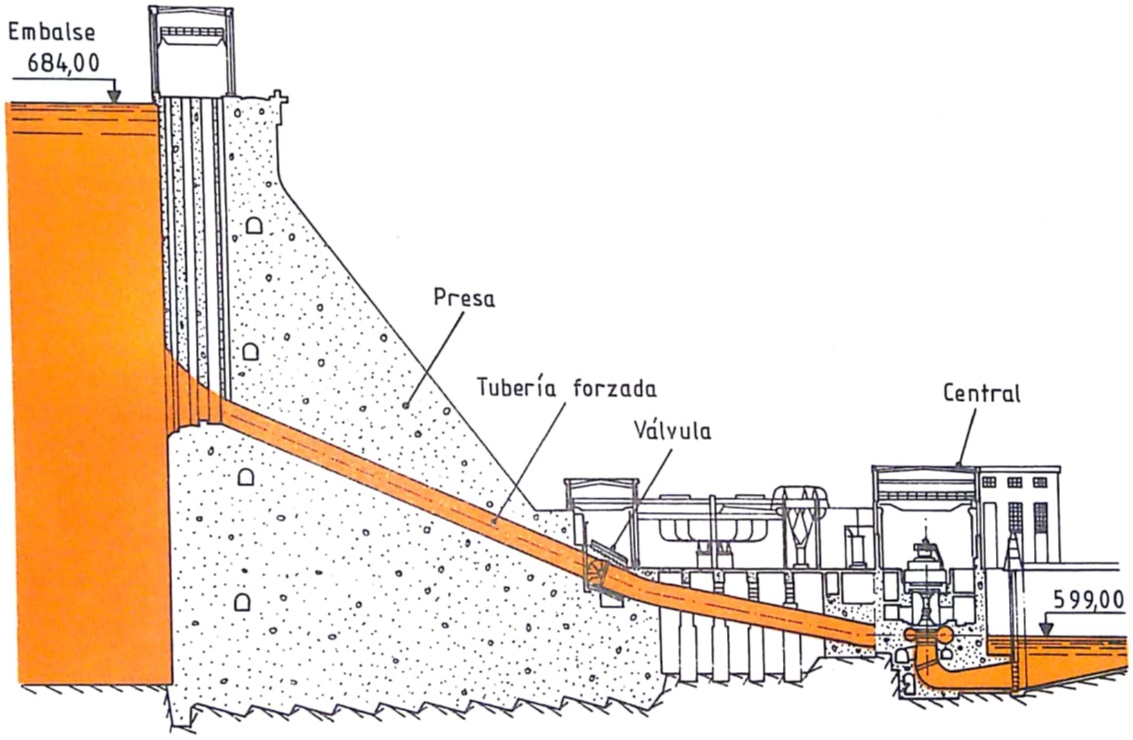 Embalse
684,00
Presa
Tubería forzada
Válvula
Central
599,00